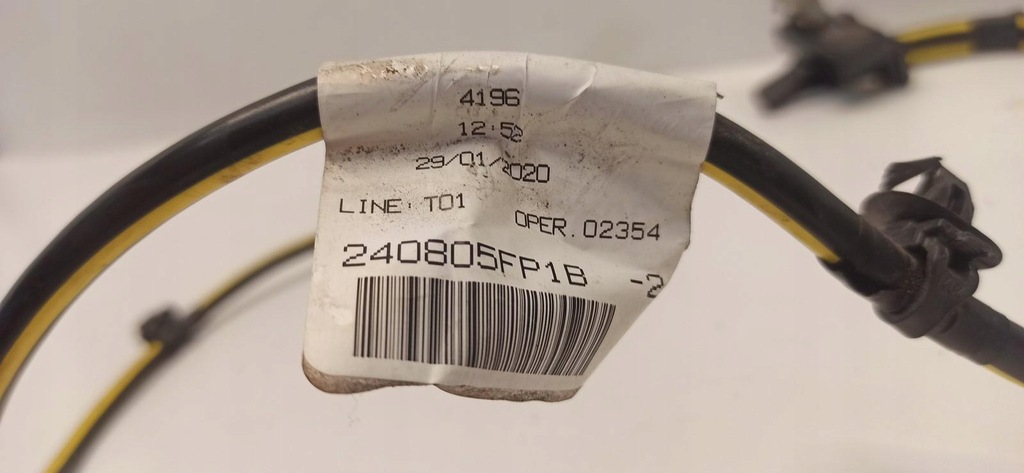 4196
12:52
29/01/2020
LINE: T01
OPER. 02354
240805FP1B -2